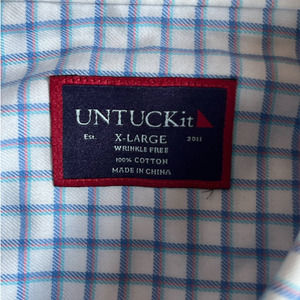 UNTUCKit
Est. X-LARGE 2011
WRINKLE FREE
100% COTTON
MADE IN CHINA